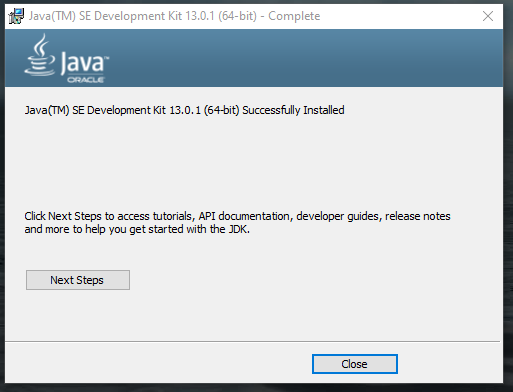 Java(TM) SE Development Kit 13.0.1 (64-bit) - Complete
Java™
ORACLE
Java(TM) SE Development Kit 13.0.1 (64-bit) Successfully Installed
Click Next Steps to access tutorials, API documentation, developer guides, release notes
and more to help you get started with the JDK.
Next Steps
Close